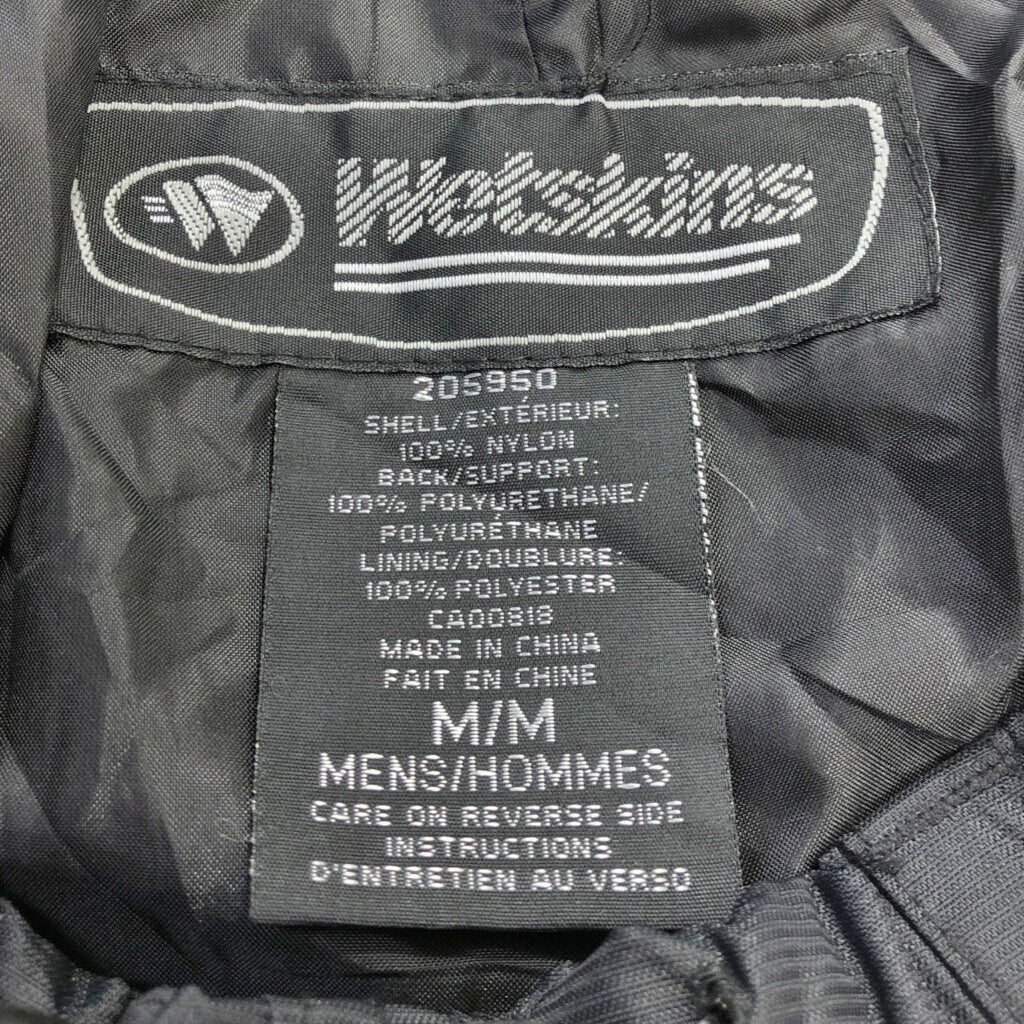 W
Wetskins
205950
SHELL/EXTÉRIEUR:
100% NYLON
BACK/SUPPORT:
100% POLYURETHANE/
POLYURÉTHANE
LINING/DOUBLURE:
100% POLYESTER
CA00818
MADE IN CHINA
FAIT EN CHINE
M/M
MENS/HOMMES
CARE ON REVERSE SIDE
INSTRUCTIONS
D'ENTRETIEN AU VERSO